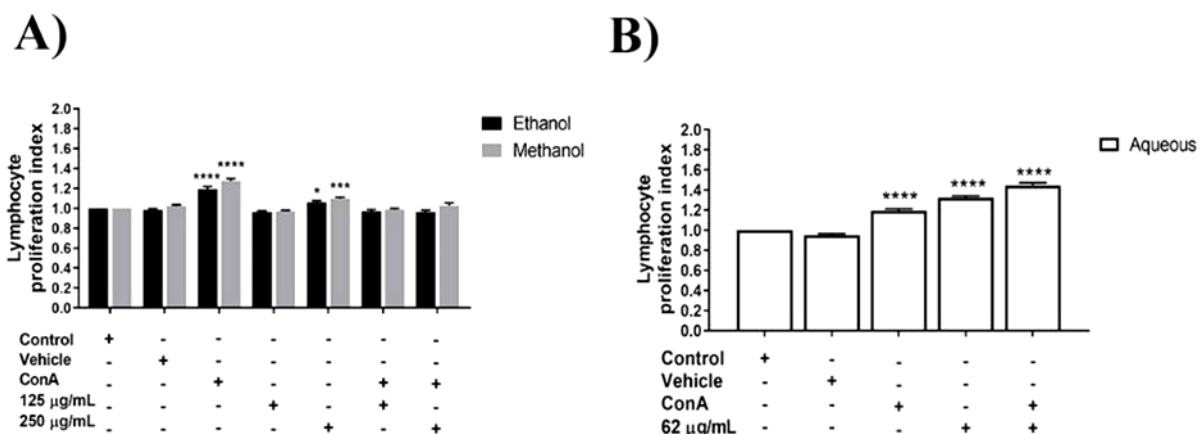 A)
Lymphocyte
proliferation index
2.0
1.8
1.6
1.4
1.2
1.0
0.8
0.6
0.4
0.2
0.0
**** **** * ***
Ethanol
Methanol
Control + - - - - - -
Vehicle - + - - - - -
ConA - - + - - + +
125 µg/mL - - - + - + -
250 µg/mL - - - - + - +
B)
Lymphocyte
proliferation index
2.0
1.8
1.6
1.4
1.2
1.0
0.8
0.6
0.4
0.2
0.0
**** **** ****
Aqueous
Control + - - - -
Vehicle - + - - -
ConA - - + - +
62 µg/mL - - - + +